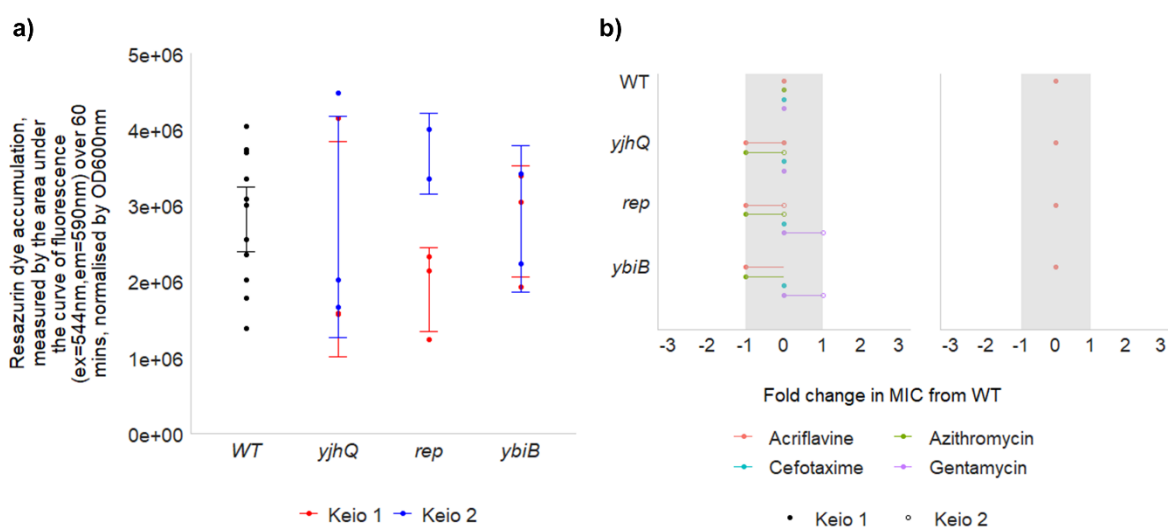 a)
Resazurin dye accumulation,
measured by the area under
the curve of fluorescence
(ex=544nm,em=590nm) over 60
mins, normalised by OD600nm
5e+06
4e+06
3e+06
2e+06
1e+06
0e+00
WT yjhQ rep ybiB
Keio 1 Keio 2
b)
WT
yjhQ
rep
ybiB
-3 -2 -1 0 1 2 3 -3 -2 -1 0 1 2 3
Fold change in MIC from WT
Acriflavine Azithromycin
Cefotaxime Gentamycin
Keio 1 Keio 2